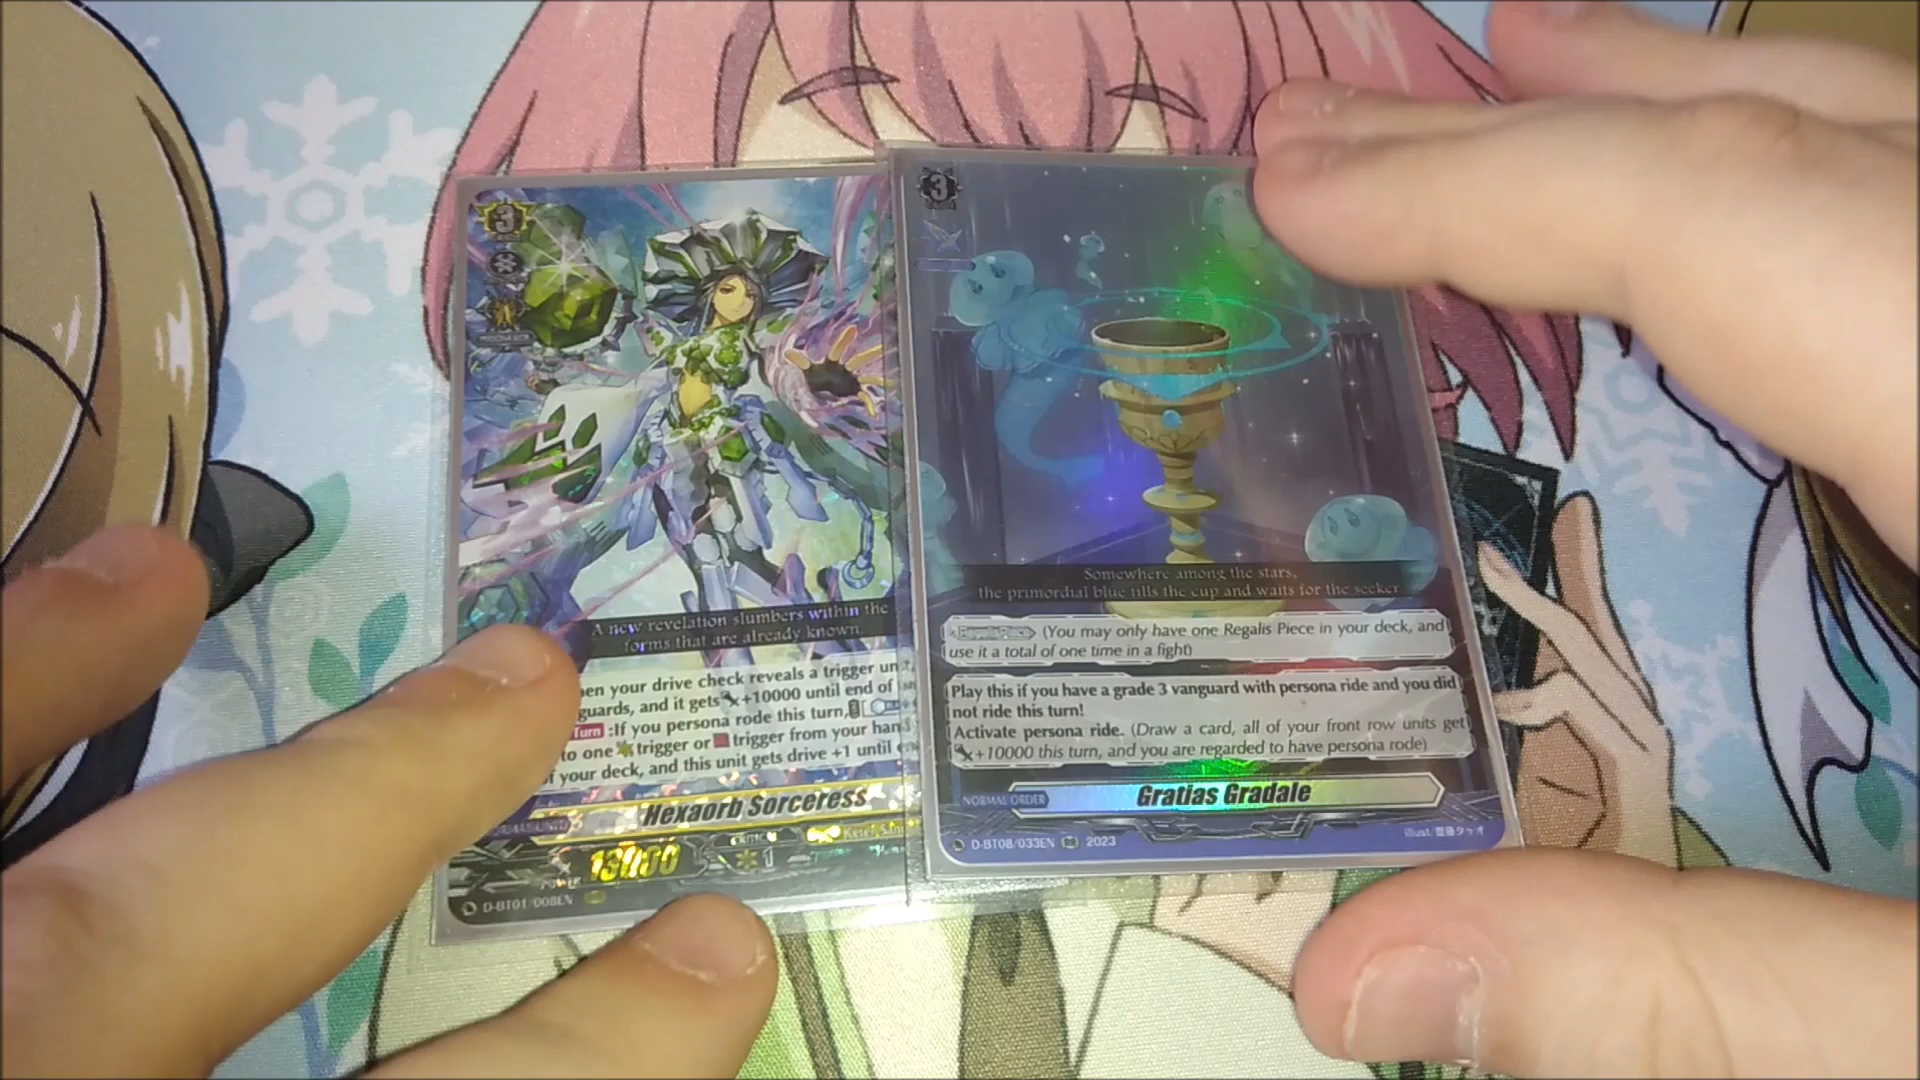 3
A new revelation slumbers within the
forms that are already known.
en your drive check reveals a trigger un
guards, and it gets +10000 until end of
Turn :If you persona rode this turn,
to one trigger or trigger from your han
f your deck, and this unit gets drive +1 until e
Hexaorb Sorceress
POWER 13000
1
D-BT01/008EN
3
Somewhere among the stars,
the primordial blue fills the cup and waits for the seeker
Regalis Piece (You may only have one Regalis Piece in your deck, and
use it a total of one time in a fight)
Play this if you have a grade 3 vanguard with persona ride and you did
not ride this turn!
Activate persona ride. (Draw a card, all of your front row units get
+10000 this turn, and you are regarded to have persona rode)
NORMAL ORDER
Gratias Gradale
D-BT08/033EN 2023